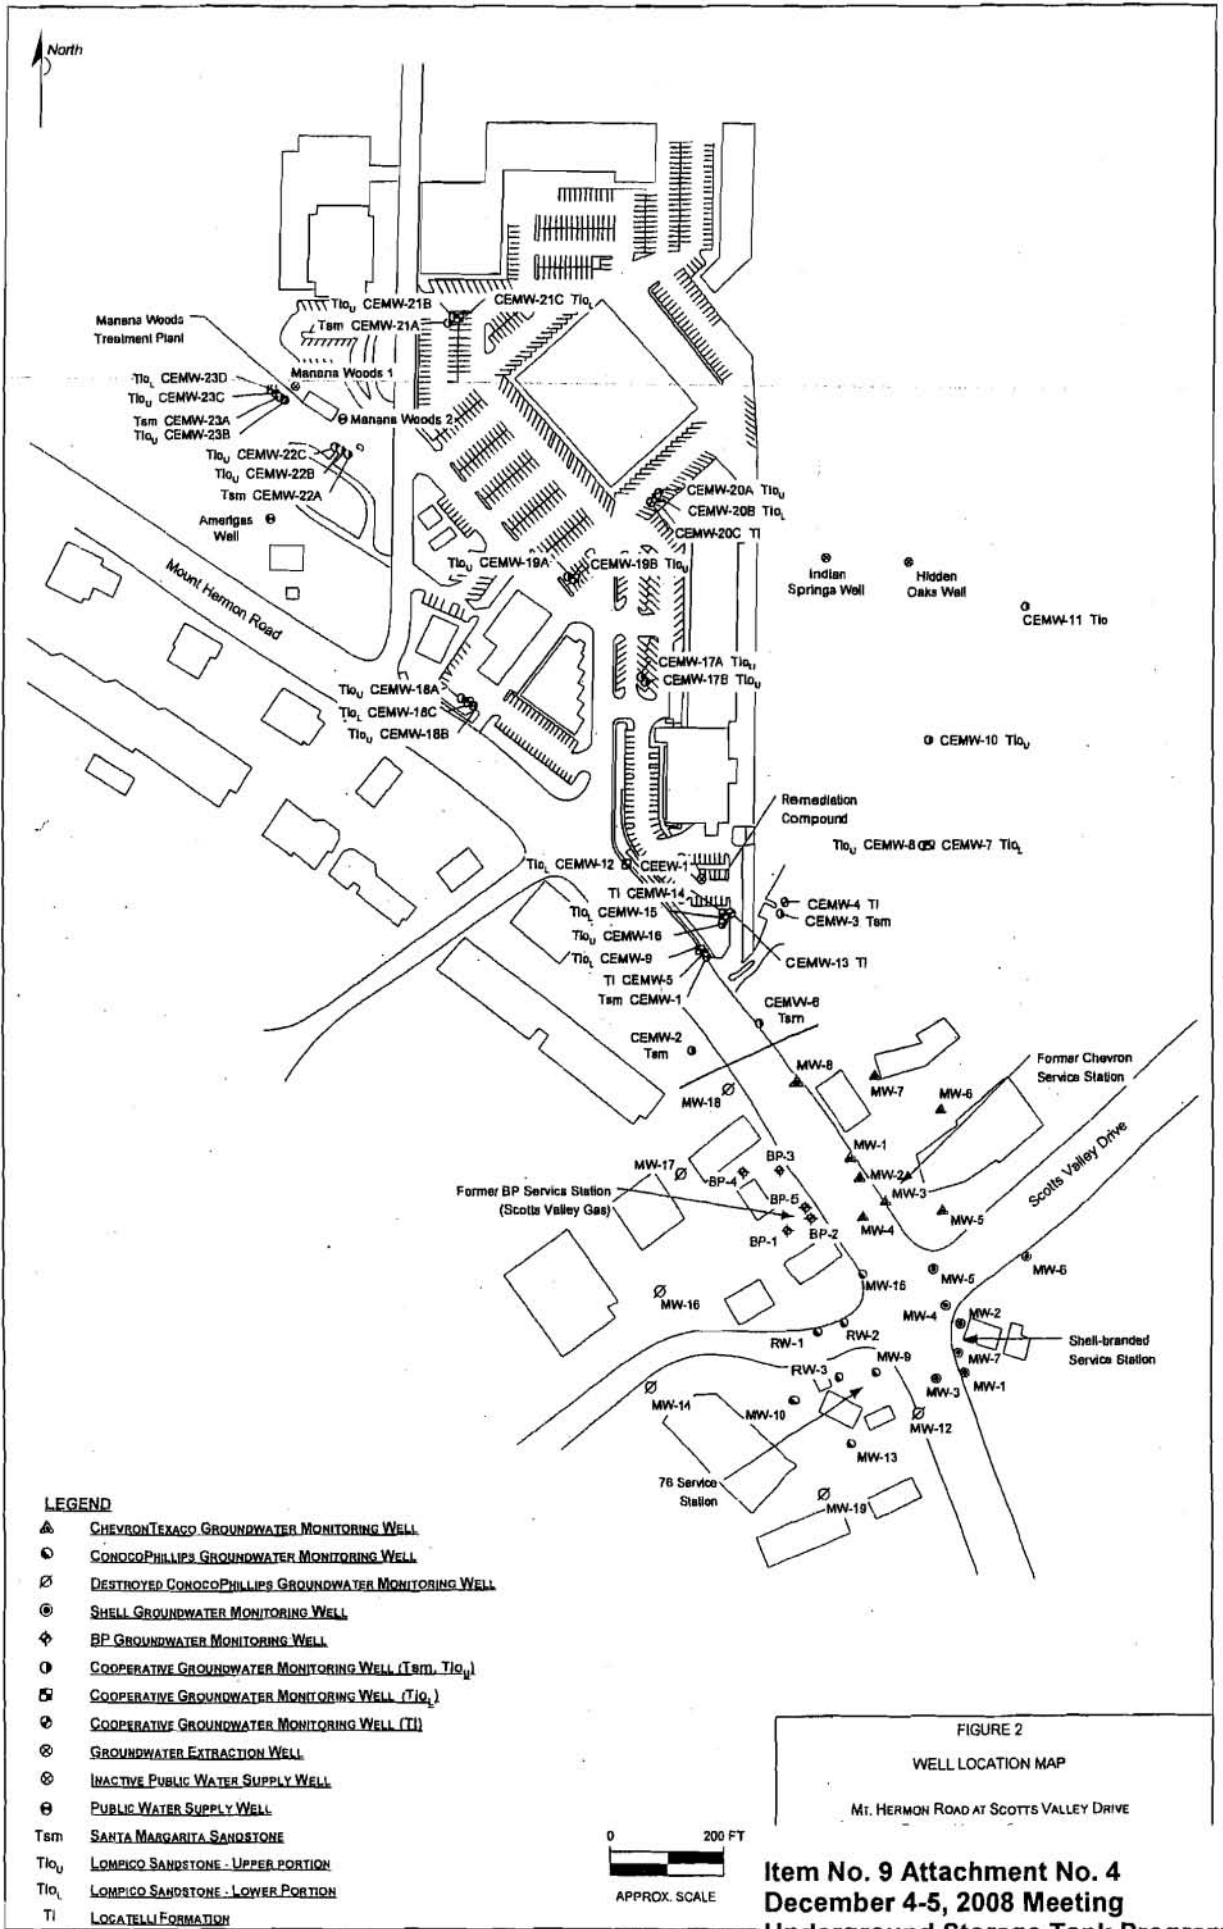 North
Tlo_U CEMW-21B
CEMW-21C Tlo_L
Tsm CEMW-21A
Manana Woods
Treatment Plant
Manana Woods 1
Tlo_L CEMW-23D
Tlo_U CEMW-23C
Tsm CEMW-23A
Tlo_U CEMW-23B
Manana Woods 2
Tlo_U CEMW-22C
Tlo_U CEMW-22B
Tsm CEMW-22A
Amerigas
Well
CEMW-20A Tlo_U
CEMW-20B Tlo_L
CEMW-20C Tl
Tlo_U CEMW-19A
CEMW-19B Tlo_U
Indian
Springs Well
Hidden
Oaks Well
CEMW-11 Tlo
Mount Hermon Road
CEMW-17A Tlo_U
CEMW-17B Tlo_U
Tlo_U CEMW-18A
Tlo_L CEMW-18C
Tlo_U CEMW-18B
CEMW-10 Tlo_U
Remediation
Compound
Tlo_U CEMW-8
CEMW-7 Tlo_L
Tlo_L CEMW-12
CEEW-1
Tl CEMW-14
Tlo_L CEMW-15
Tlo_U CEMW-16
CEMW-4 Tl
CEMW-3 Tsm
Tlo_L CEMW-9
CEMW-13 Tl
Tl CEMW-5
Tsm CEMW-1
CEMW-6
Tsm
CEMW-2
Tsm
MW-8
MW-7
Former Chevron
Service Station
MW-6
MW-18
MW-1
Scotts Valley Drive
BP-3
MW-17
BP-4
MW-2
MW-3
Former BP Service Station
(Scotts Valley Gas)
BP-5
MW-5
MW-4
BP-1
BP-2
MW-6
MW-5
MW-16
MW-15
MW-4
MW-2
RW-1
RW-2
Shell-branded
Service Station
MW-7
MW-9
RW-3
MW-3
MW-1
MW-14
MW-10
MW-12
MW-13
76 Service
Station
MW-19
LEGEND
CHEVRONTEXACO GROUNDWATER MONITORING WELL
CONOCOPHILLIPS GROUNDWATER MONITORING WELL
DESTROYED CONOCOPHILLIPS GROUNDWATER MONITORING WELL
SHELL GROUNDWATER MONITORING WELL
BP GROUNDWATER MONITORING WELL
COOPERATIVE GROUNDWATER MONITORING WELL (Tsm, Tlo_U)
COOPERATIVE GROUNDWATER MONITORING WELL (Tlo_L)
COOPERATIVE GROUNDWATER MONITORING WELL (Tl)
GROUNDWATER EXTRACTION WELL
INACTIVE PUBLIC WATER SUPPLY WELL
PUBLIC WATER SUPPLY WELL
Tsm SANTA MARGARITA SANDSTONE
Tlo_U LOMPICO SANDSTONE - UPPER PORTION
Tlo_L LOMPICO SANDSTONE - LOWER PORTION
Tl LOCATELLI FORMATION
0 200 FT
APPROX. SCALE
FIGURE 2
WELL LOCATION MAP
MT. HERMON ROAD AT SCOTTS VALLEY DRIVE
Item No. 9 Attachment No. 4
December 4-5, 2008 Meeting
Underground Storage Tank Program